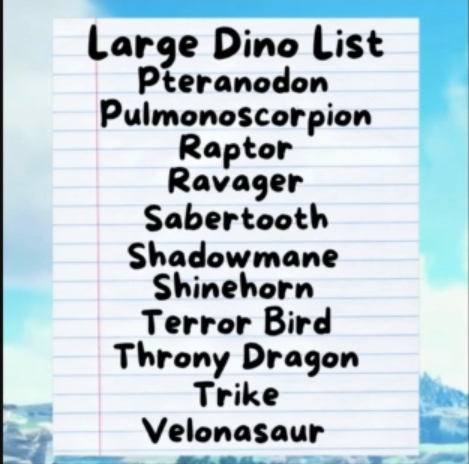 Large Dino List
Pteranodon
Pulmonoscorpion
Raptor
Ravager
Sabertooth
Shadowmane
Shinehorn
Terror Bird
Throny Dragon
Trike
Velonasaur